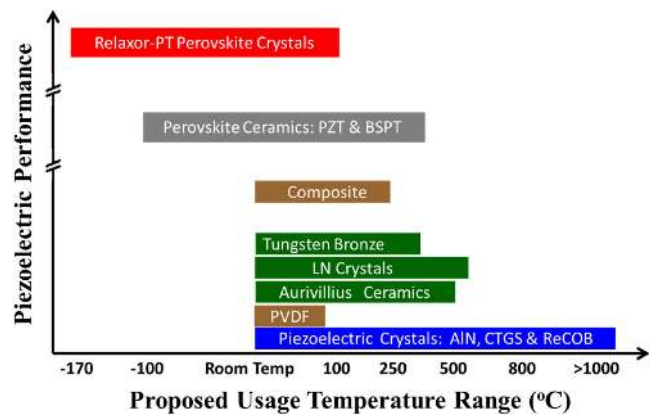 Relaxor-PT Perovskite Crystals
Perovskite Ceramics: PZT & BSPT
Composite
Tungsten Bronze
LN Crystals
Aurivillius Ceramics
PVDF
Piezoelectric Crystals: AlN, CTGS & ReCOB
Piezoelectric Performance
-170 -100 Room Temp 100 250 500 800 >1000
Proposed Usage Temperature Range (ºC)